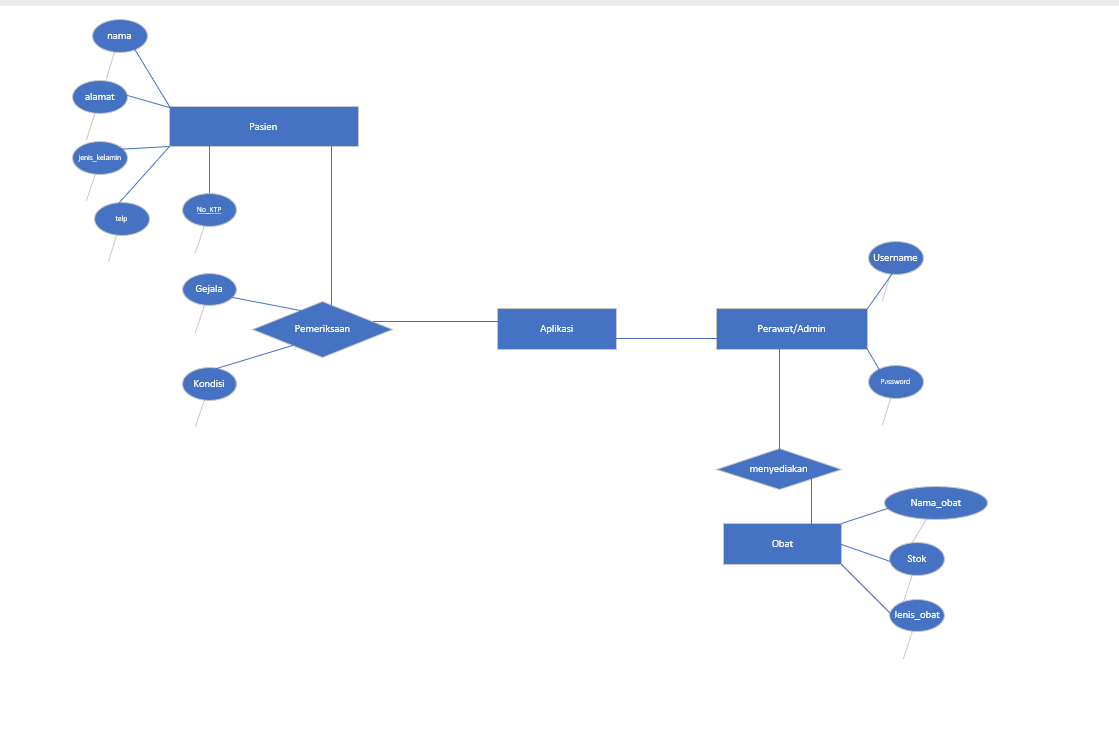 nama
alamat
Pasien
jenis_kelamin
telp
No_KTP
Gejala
Pemeriksaan
Kondisi
Aplikasi
Perawat/Admin
Username
Password
menyediakan
Obat
Nama_obat
Stok
Jenis_obat